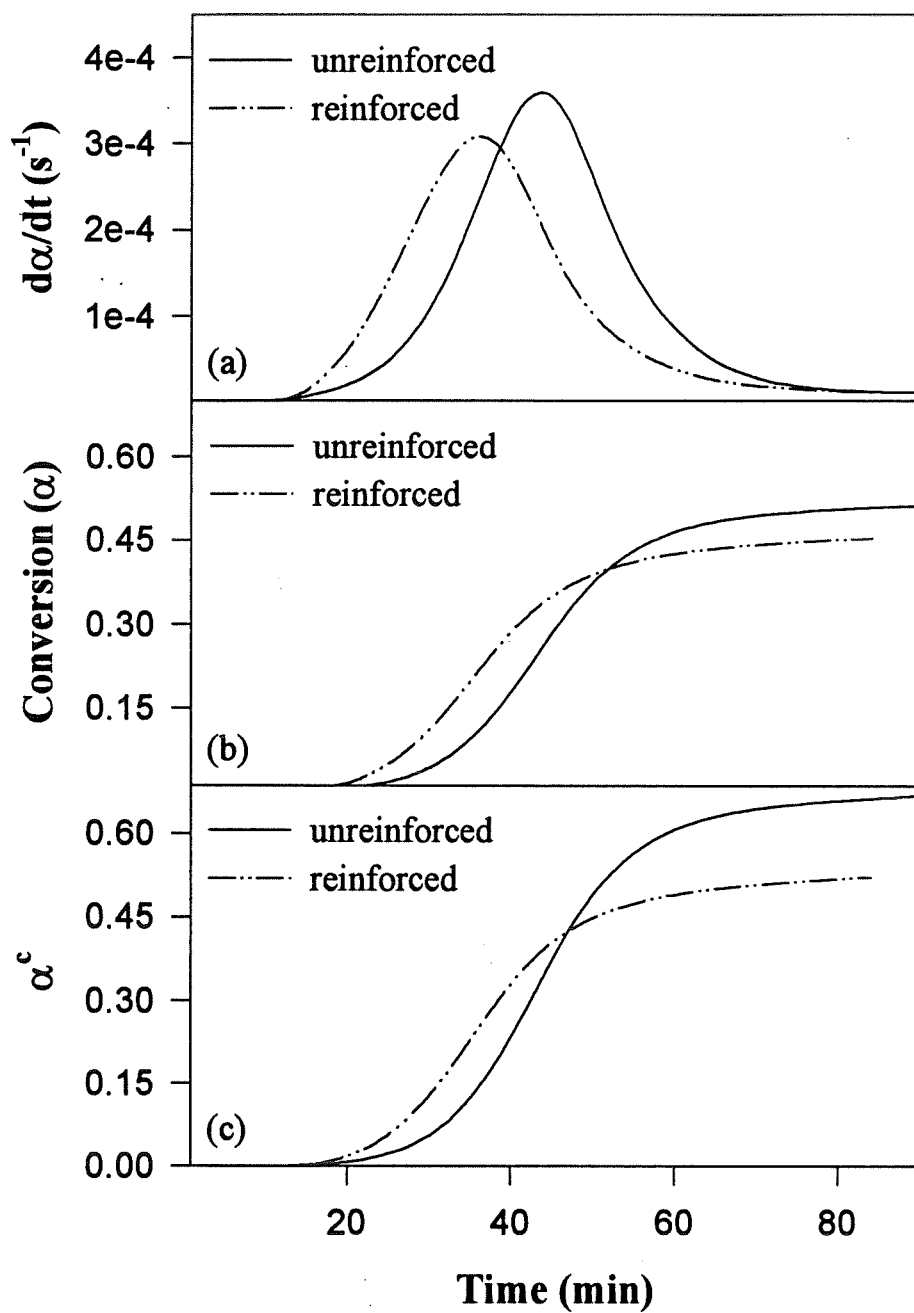 4e-4
3e-4
2e-4
1e-4
dα/dt (s⁻¹)
unreinforced
reinforced
(a)
0.60
0.45
0.30
0.15
Conversion (α)
unreinforced
reinforced
(b)
0.60
0.45
0.30
0.15
0.00
αᶜ
unreinforced
reinforced
(c)
20 40 60 80
Time (min)